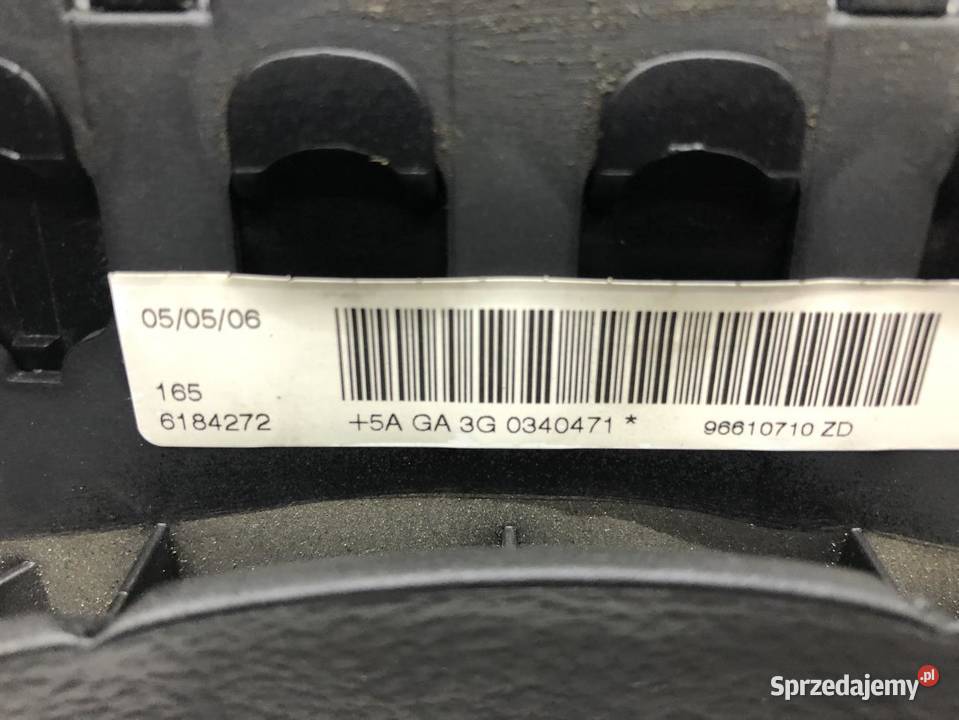 05/05/06
165
6184272
+5A GA 3G 0340471 *
96610710 ZD
Sprzedajemy.pl